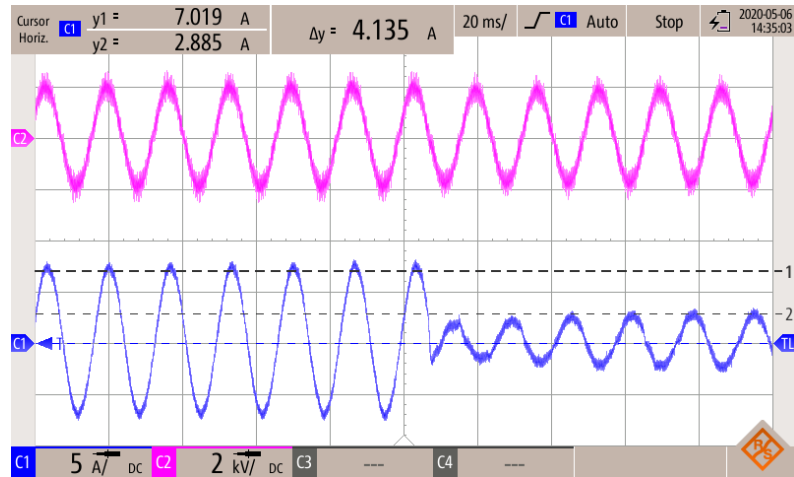 Cursor C1 y1 = 7.019 A Δy = 4.135 A 20 ms/ C1 Auto Stop 2020-05-06
Horiz. y2 = 2.885 A 14:35:03
C2
1
2
C1 T TL
C1 5 A/ DC C2 2 kV/ DC C3 --- C4 ---
R&S